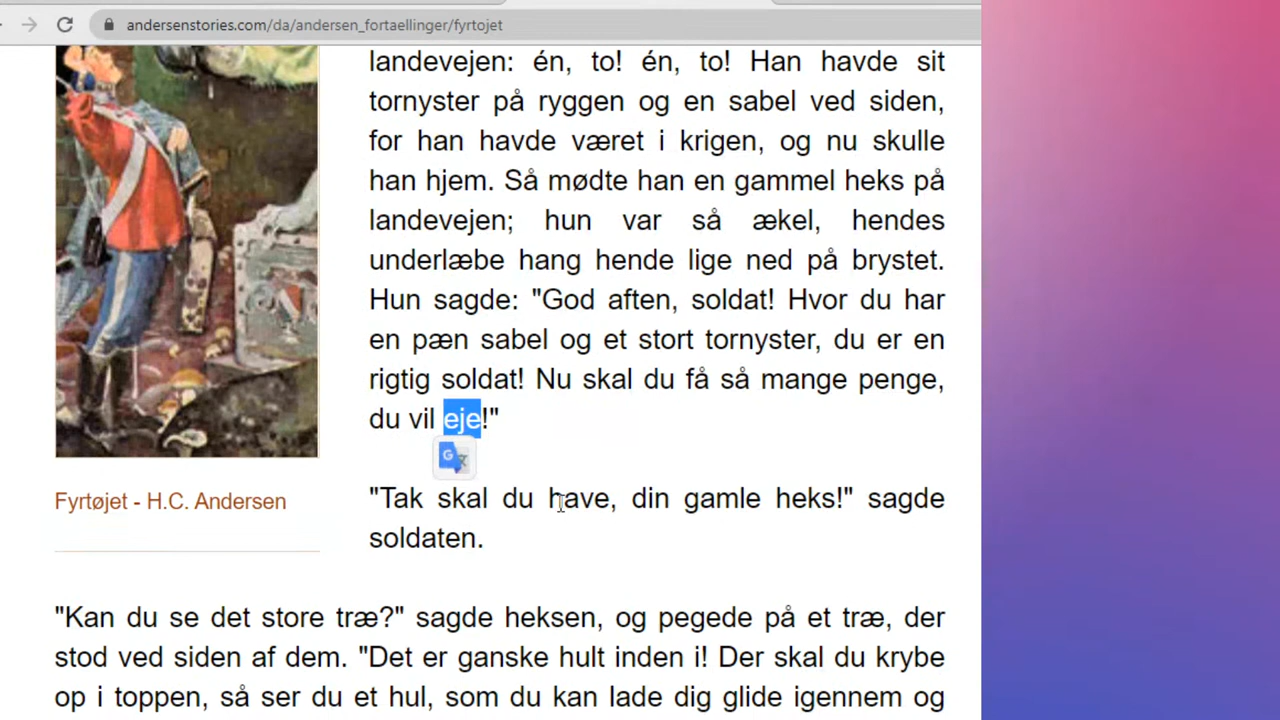 andersenstories.com/da/andersen_fortaellinger/fyrtojet
landevejen: én, to! én, to! Han havde sit
tornyster på ryggen og en sabel ved siden,
for han havde været i krigen, og nu skulle
han hjem. Så mødte han en gammel heks på
landevejen; hun var så ækel, hendes
underlæbe hang hende lige ned på brystet.
Hun sagde: "God aften, soldat! Hvor du har
en pæn sabel og et stort tornyster, du er en
rigtig soldat! Nu skal du få så mange penge,
du vil eje!"
Fyrtøjet - H.C. Andersen
"Tak skal du have, din gamle heks!" sagde
soldaten.
"Kan du se det store træ?" sagde heksen, og pegede på et træ, der
stod ved siden af dem. "Det er ganske hult inden i! Der skal du krybe
op i toppen, så ser du et hul, som du kan lade dig glide igennem og